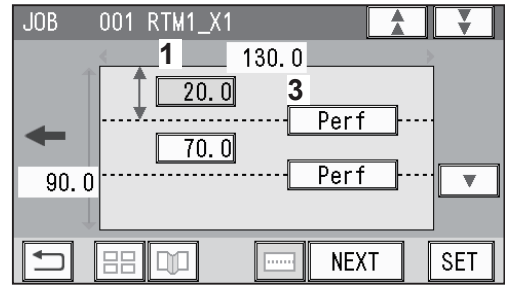 JOB 001 RTM1_X1
1 130.0
20.0 3
Perf
70.0
90.0 Perf
NEXT SET